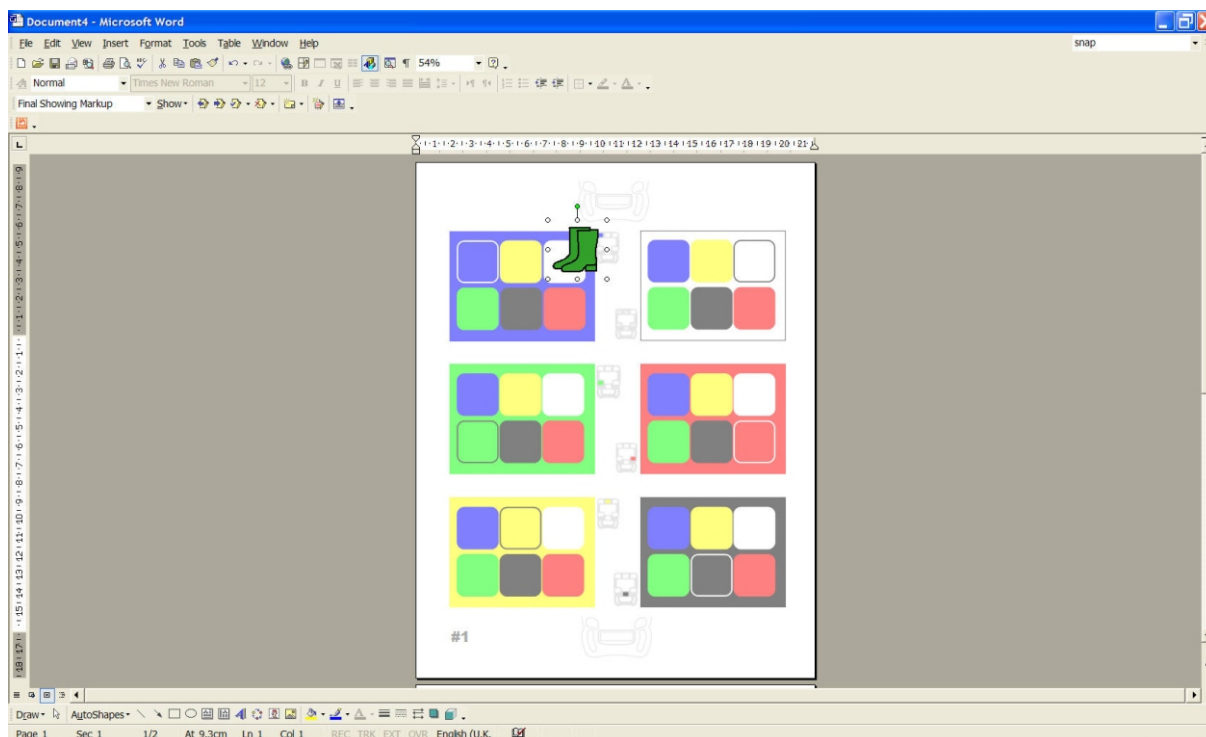 Document4 - Microsoft Word
File Edit View Insert Format Tools Table Window Help snap
54%
Normal Times New Roman 12 B I U
Final Showing Markup Show
L
#1
Draw AutoShapes
Page 1 Sec 1 1/2 At 9.3cm Ln 1 Col 1 REC TRK EXT OVR English (U.K.